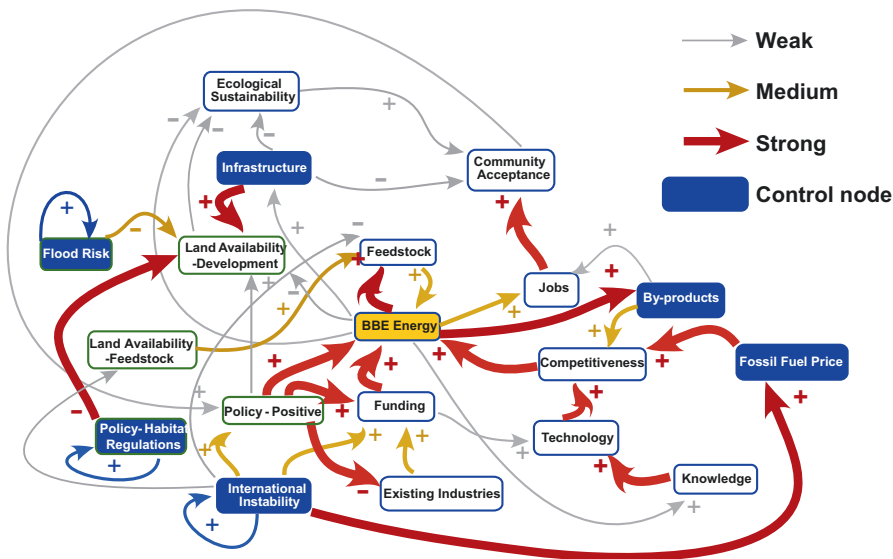 Weak
Medium
Strong
Control node
Ecological
Sustainability
+
-
-
-
Infrastructure
Community
Acceptance
-
+
+
+
-
Flood Risk
Land Availability
-Development
-
+
Feedstock
+
+
+
-
+
Jobs
+
+
By-products
BBE Energy
+
+
+
Land Availability
-Feedstock
+
+
Competitiveness
+
Fossil Fuel Price
+
+
+
-
Policy - Positive
+
Funding
+
Policy- Habitat
Regulations
+
+
+
+
+
Technology
+
-
Existing Industries
Knowledge
+
International
Instability
+